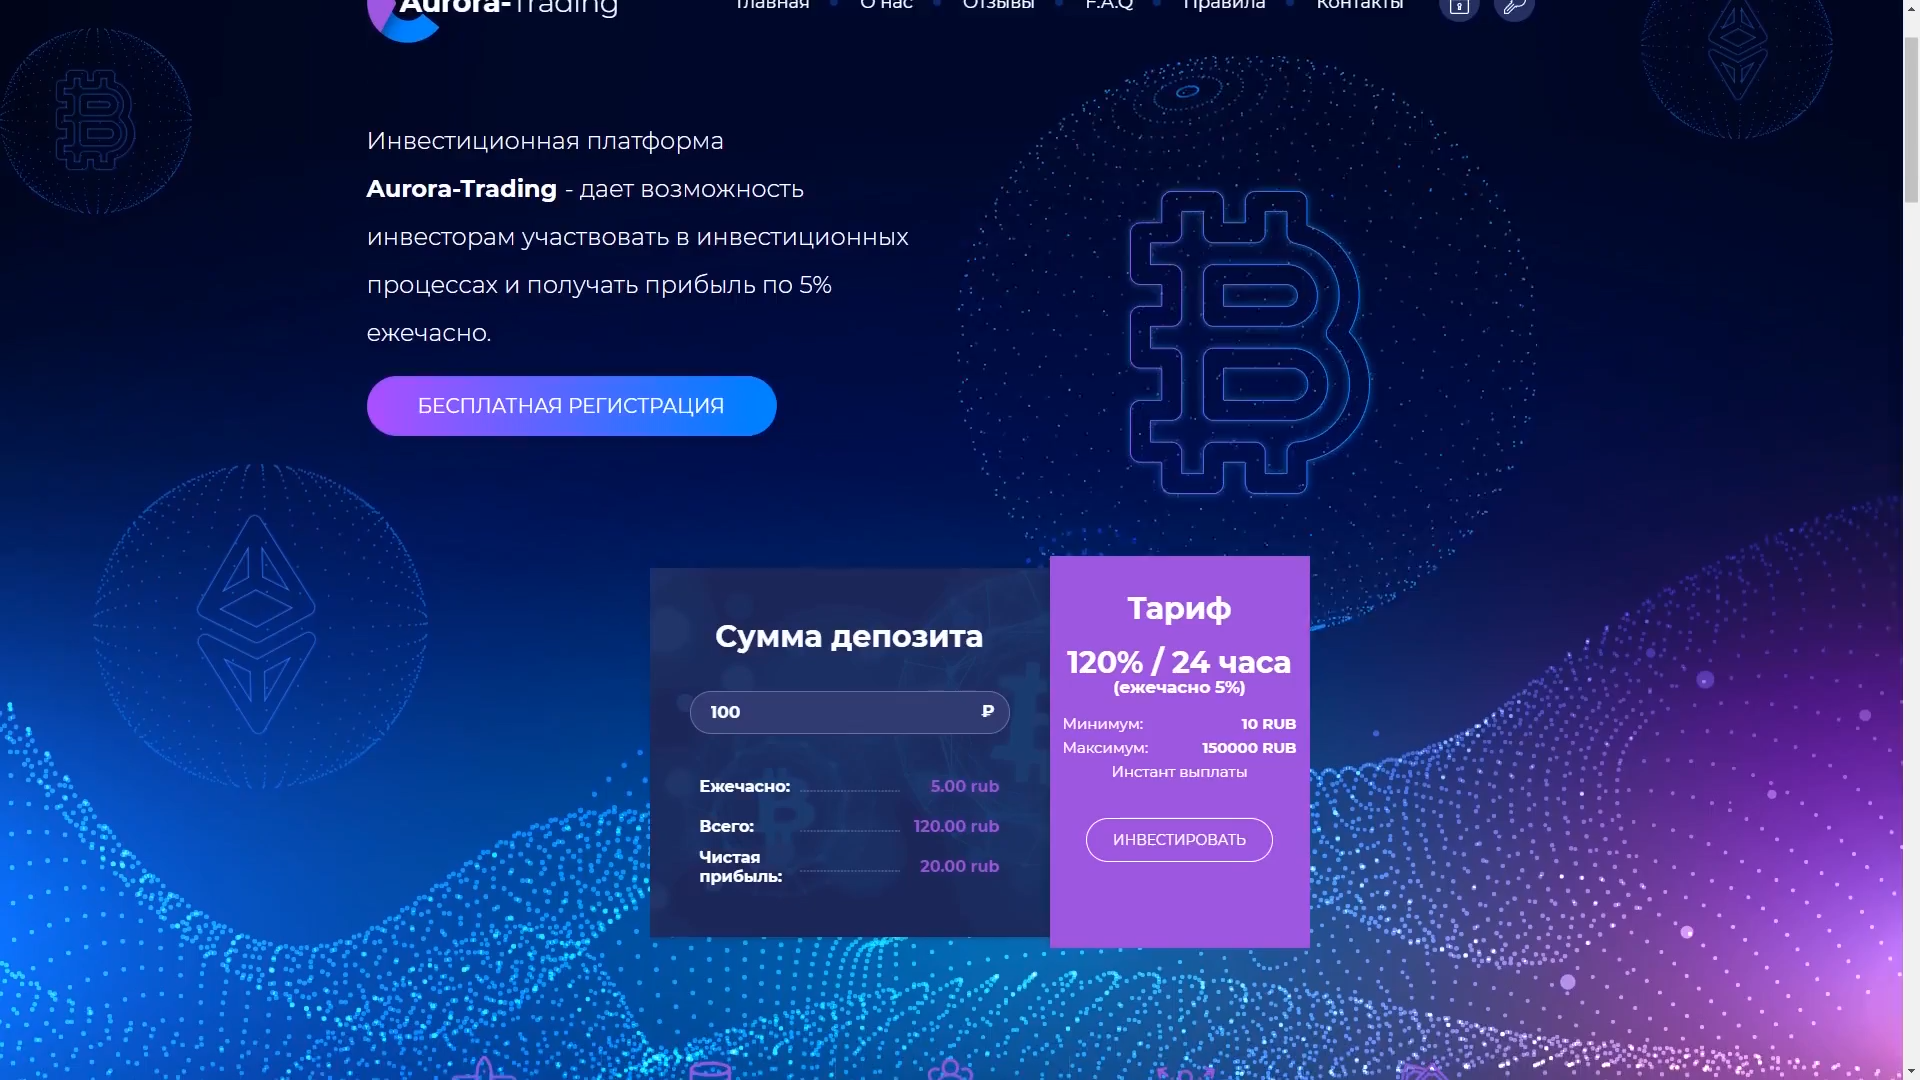 Aurora-Trading
Главная
О нас
Отзывы
F.A.Q
Правила
Контакты
Инвестиционная платформа
Aurora-Trading - дает возможность
инвесторам участвовать в инвестиционных
процессах и получать прибыль по 5%
ежечасно.
БЕСПЛАТНАЯ РЕГИСТРАЦИЯ
Сумма депозита
100 ₽
Ежечасно: 5.00 rub
Всего: 120.00 rub
Чистая
прибыль: 20.00 rub
Тариф
120% / 24 часа
(ежечасно 5%)
Минимум: 10 RUB
Максимум: 150000 RUB
Инстант выплаты
ИНВЕСТИРОВАТЬ